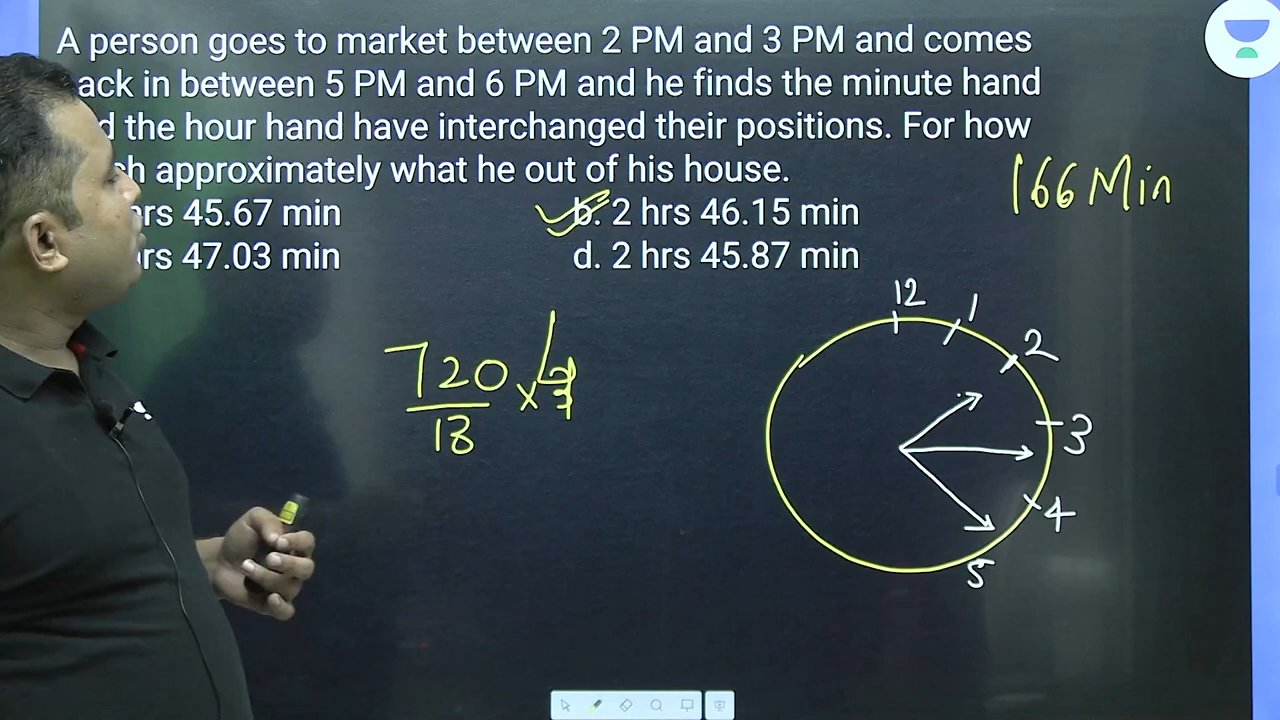 A person goes to market between 2 PM and 3 PM and comes
ack in between 5 PM and 6 PM and he finds the minute hand
d the hour hand have interchanged their positions. For how
approximately what he out of his house.
166 Min
hrs 45.67 min
b. 2 hrs 46.15 min
hrs 47.03 min
d. 2 hrs 45.87 min
12
1
2
3
4
5
720
13
×